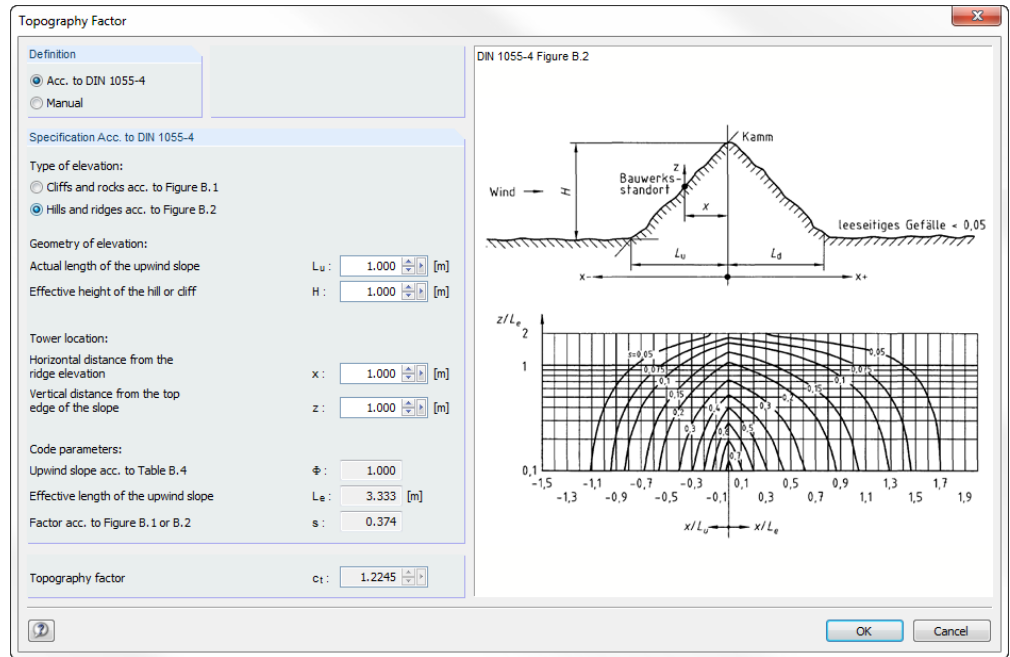 Topography Factor
Definition
Acc. to DIN 1055-4
Manual
Specification Acc. to DIN 1055-4
Type of elevation:
Cliffs and rocks acc. to Figure B.1
Hills and ridges acc. to Figure B.2
Geometry of elevation:
Actual length of the upwind slope Lu : 1.000 [m]
Effective height of the hill or cliff H : 1.000 [m]
Tower location:
Horizontal distance from the
ridge elevation x : 1.000 [m]
Vertical distance from the top
edge of the slope z : 1.000 [m]
Code parameters:
Upwind slope acc. to Table B.4 Φ : 1.000
Effective length of the upwind slope Le : 3.333 [m]
Factor acc. to Figure B.1 or B.2 s : 0.374
Topography factor ct : 1.2245
DIN 1055-4 Figure B.2
Kamm
z
Bauwerks-
standort
Wind
H
x
leeseitiges Gefälle < 0,05
Lu Ld
x- x+
z/Le
2
s=0,05 0,05
1
0,075 0,075
0,1 0,1
0,15 0,15
0,2
0,4 0,3
0,3 0,5
0,7
0,1
-1,5 -1,1 -0,7 -0,3 0,1 0,5 0,9 1,3 1,7
-1,3 -0,9 -0,5 -0,1 0,3 0,7 1,1 1,5 1,9
x/Lu x/Le
OK Cancel